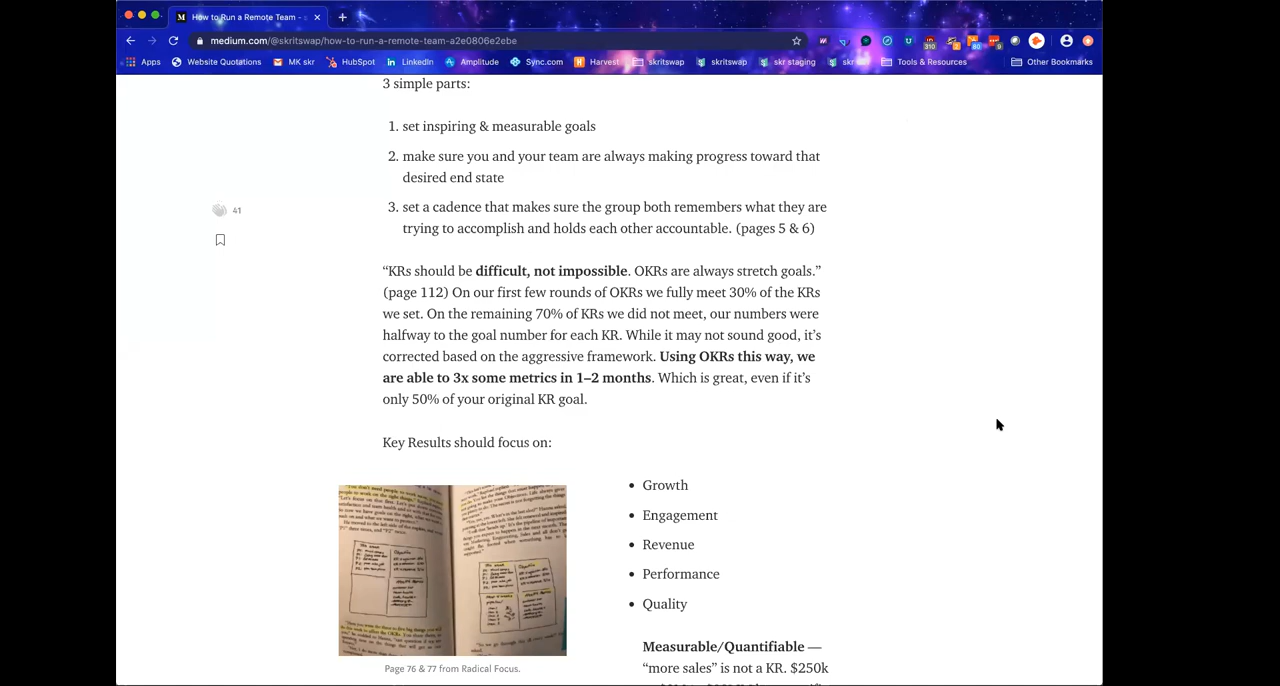 How to Run a Remote Team -
medium.com/@skritswap/how-to-run-a-remote-team-a2e0806e2ebe
Apps Website Quotations MK skr HubSpot LinkedIn Amplitude Sync.com Harvest skritswap skritswap skr staging skr Tools & Resources Other Bookmarks
3 simple parts:
1. set inspiring & measurable goals
2. make sure you and your team are always making progress toward that
desired end state
3. set a cadence that makes sure the group both remembers what they are
trying to accomplish and holds each other accountable. (pages 5 & 6)
41
“KRs should be difficult, not impossible. OKRs are always stretch goals.”
(page 112) On our first few rounds of OKRs we fully meet 30% of the KRs
we set. On the remaining 70% of KRs we did not meet, our numbers were
halfway to the goal number for each KR. While it may not sound good, it’s
corrected based on the aggressive framework. Using OKRs this way, we
are able to 3x some metrics in 1–2 months. Which is great, even if it’s
only 50% of your original KR goal.
Key Results should focus on:
• Growth
• Engagement
• Revenue
• Performance
• Quality
Measurable/Quantifiable —
“more sales” is not a KR. $250k
Page 76 & 77 from Radical Focus.